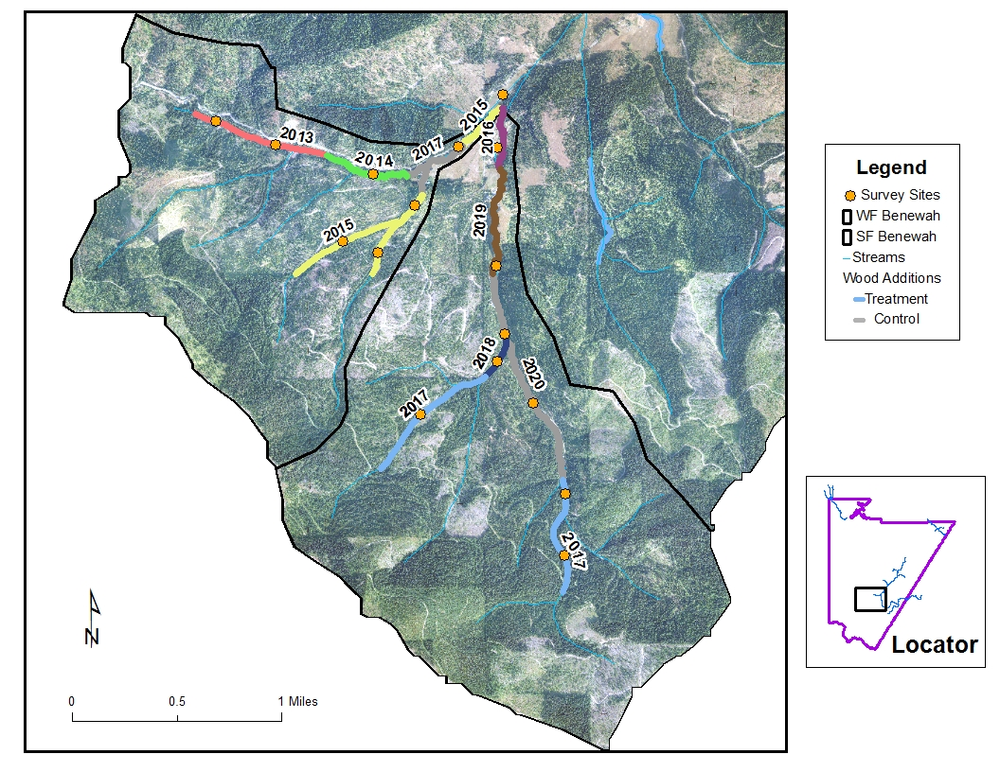 2015
2013
2016
2017
2014
2019
2015
2018
2020
2017
2017
N
0 0.5 1 Miles
Legend
Survey Sites
WF Benewah
SF Benewah
Streams
Wood Additions
Treatment
Control
Locator